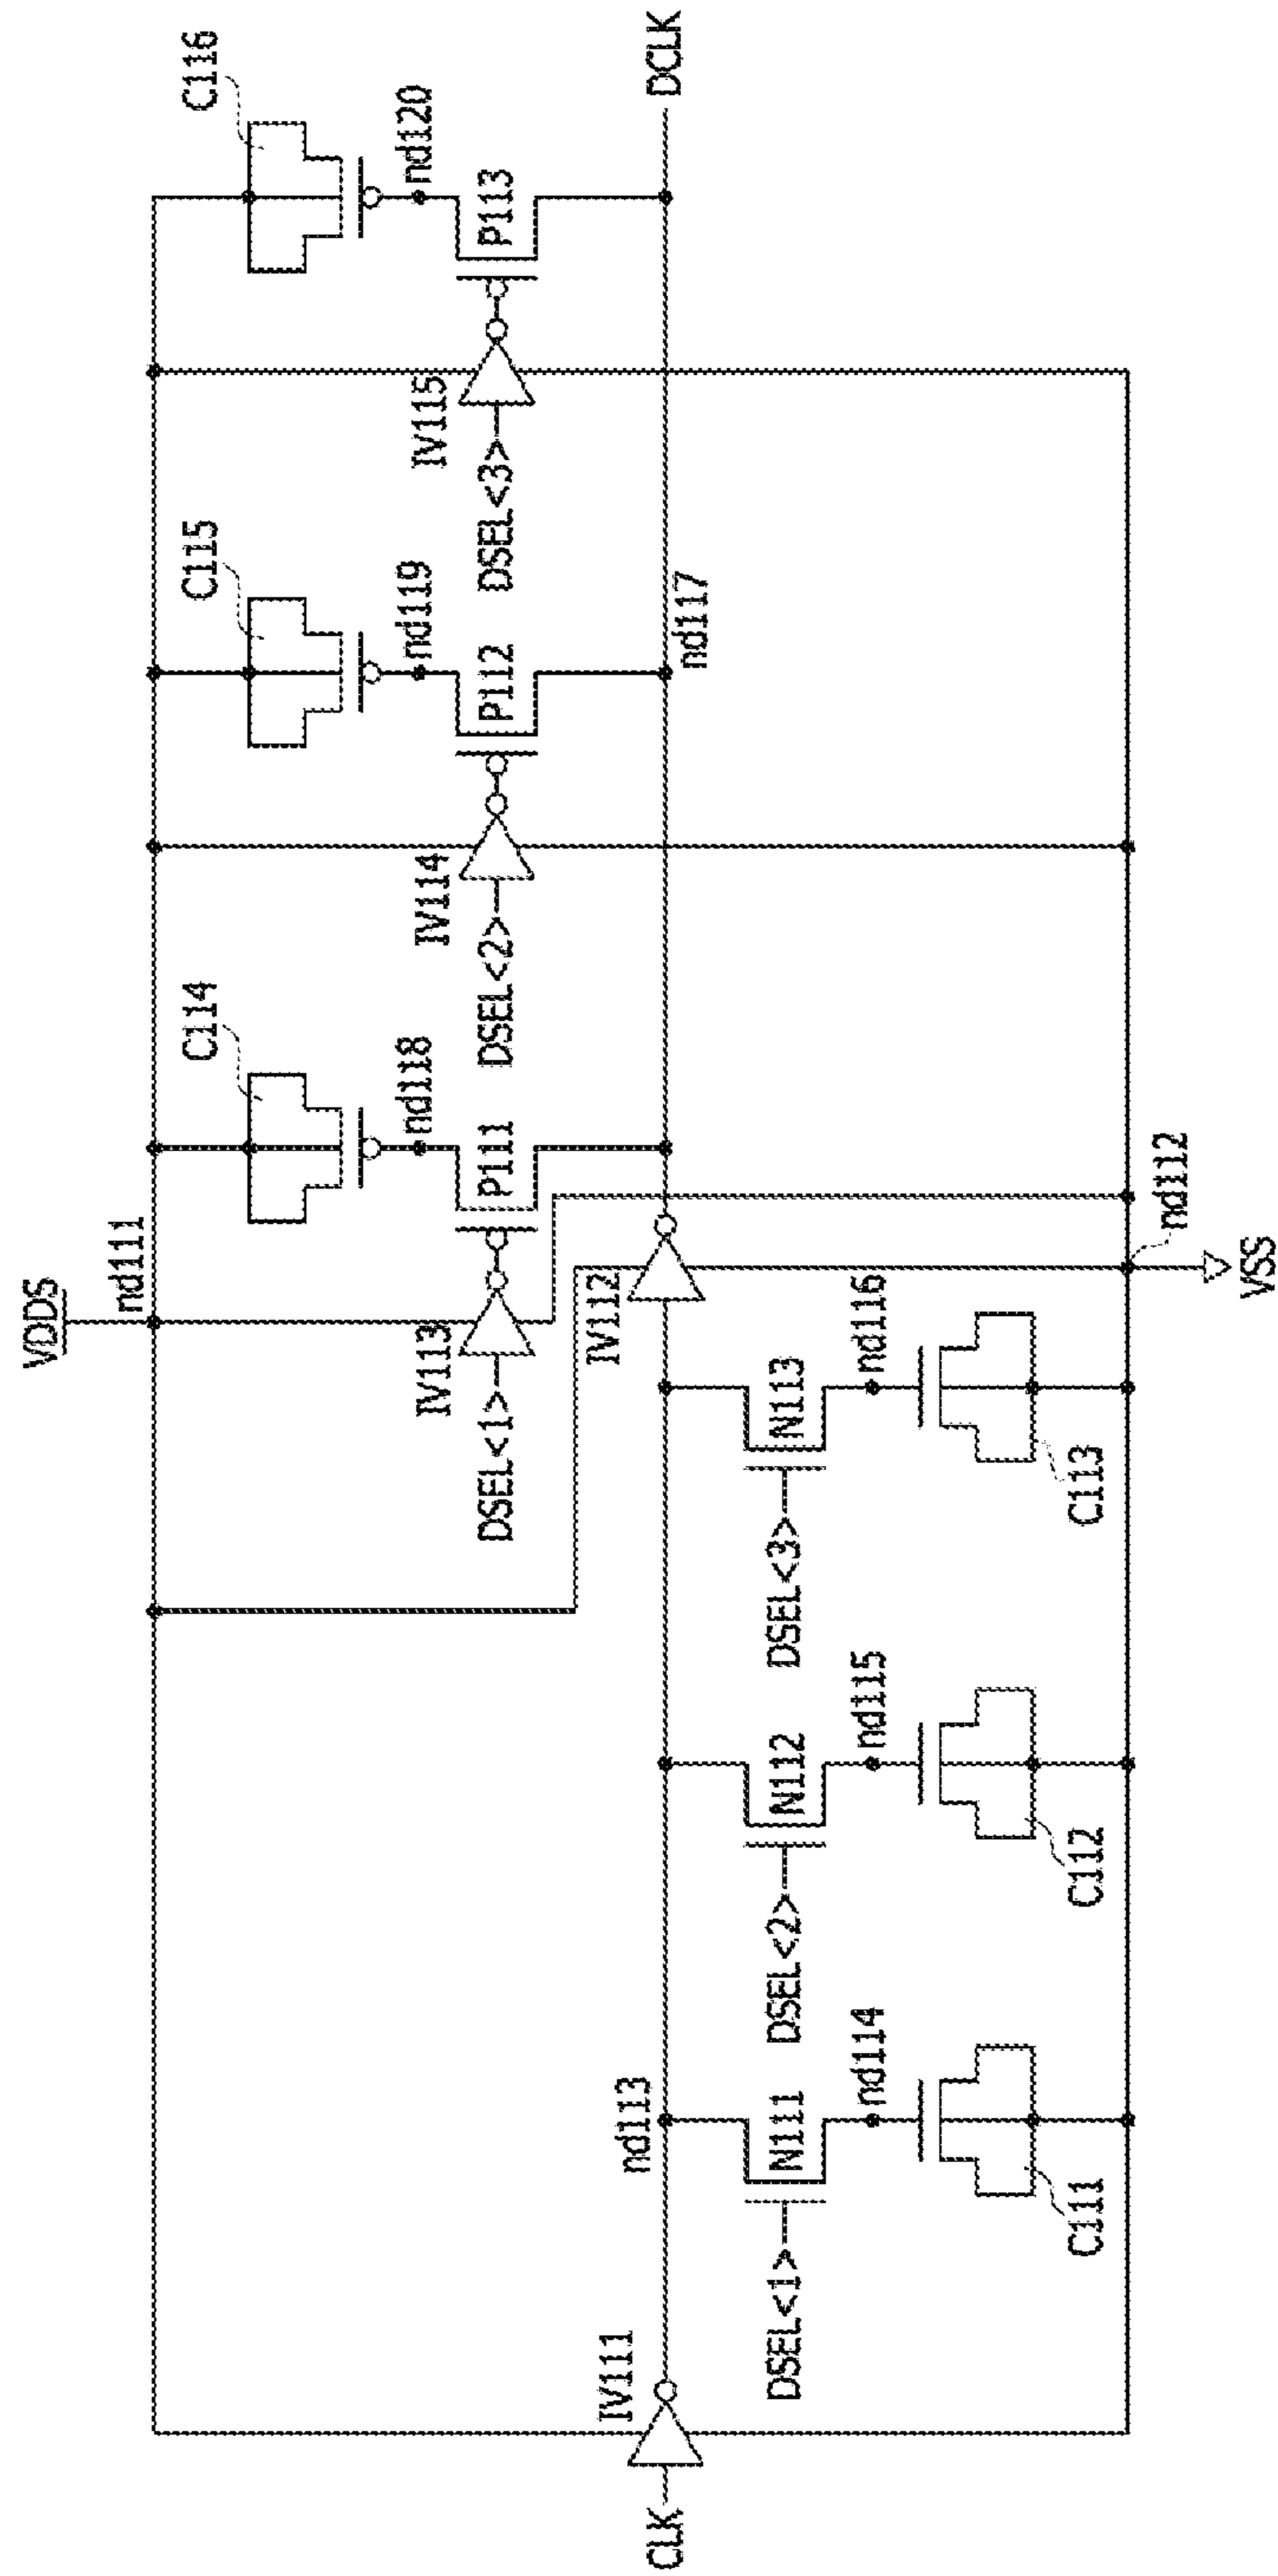 VDDS
nd111
C114
C115
C116
nd118
nd119
nd120
IV113
P111
IV114
P112
IV115
P113
DSEL<1>
DSEL<2>
DSEL<3>
CLK
IV111
nd113
IV112
nd117
DCLK
DSEL<1>
N111
DSEL<2>
N112
DSEL<3>
N113
nd114
nd115
nd116
C111
C112
C113
nd112
VSS